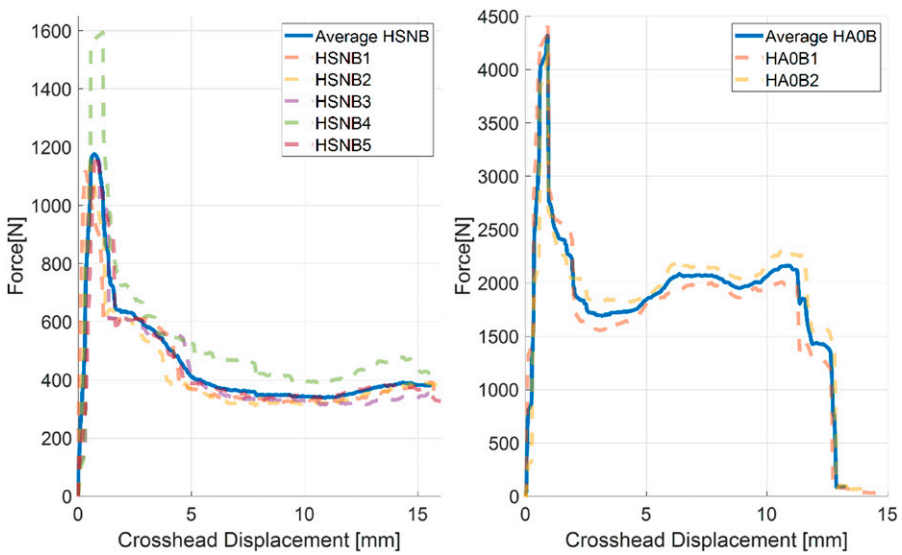 1600
1400
1200
1000
800
600
400
200
0
Force[N]
0 5 10 15
Crosshead Displacement [mm]
Average HSNB
HSNB1
HSNB2
HSNB3
HSNB4
HSNB5
4500
4000
3500
3000
2500
2000
1500
1000
500
0
Force[N]
0 5 10 15
Crosshead Displacement [mm]
Average HA0B
HA0B1
HA0B2